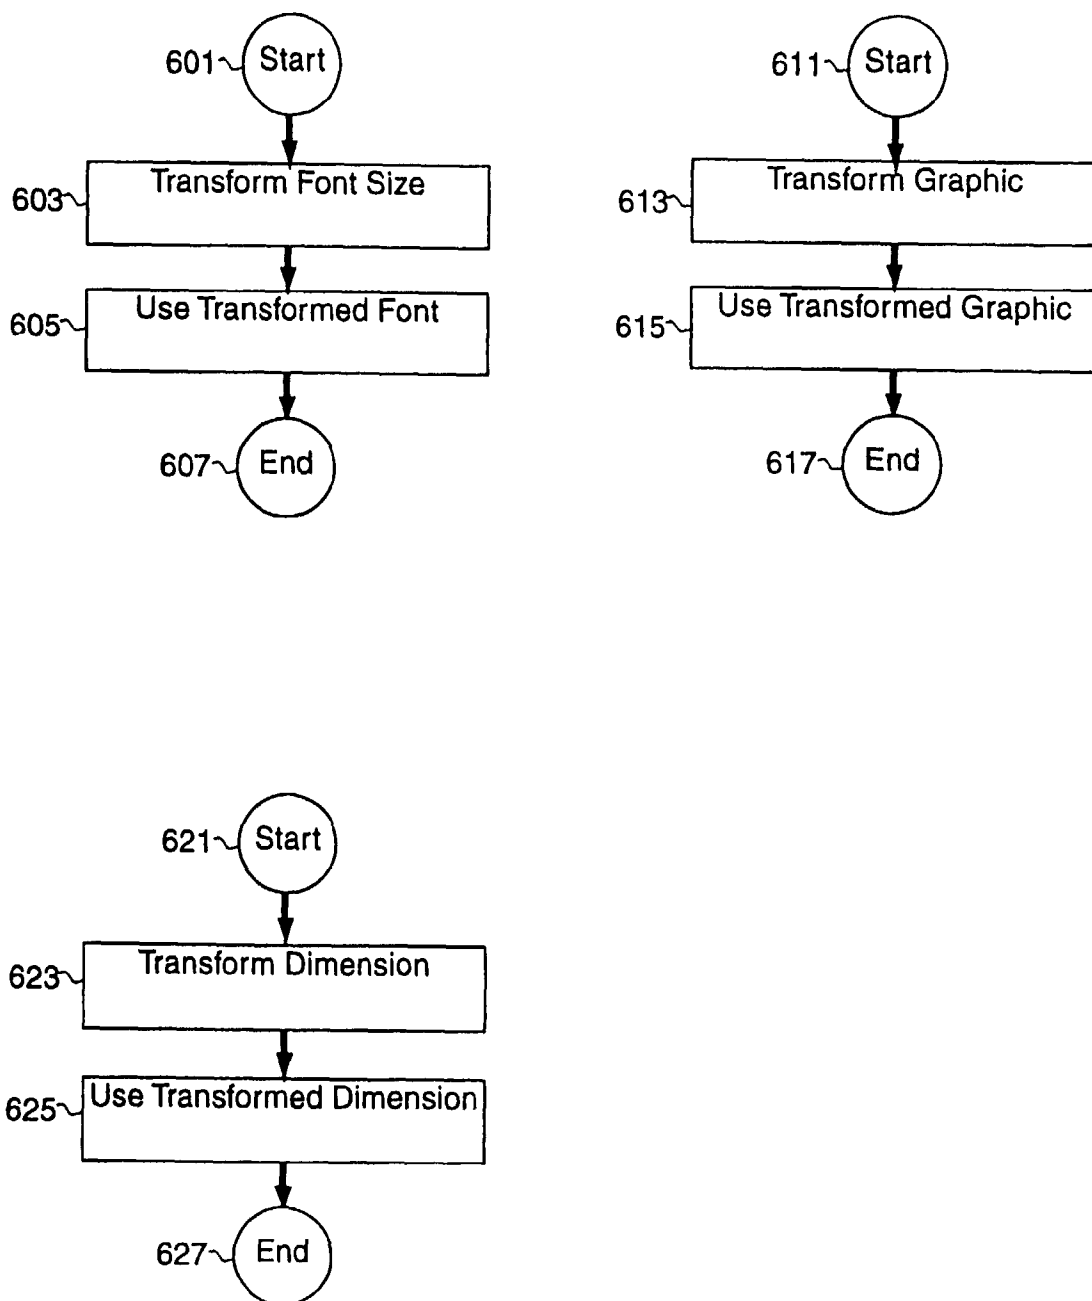 601 Start
603 Transform Font Size
605 Use Transformed Font
607 End
611 Start
613 Transform Graphic
615 Use Transformed Graphic
617 End
621 Start
623 Transform Dimension
625 Use Transformed Dimension
627 End